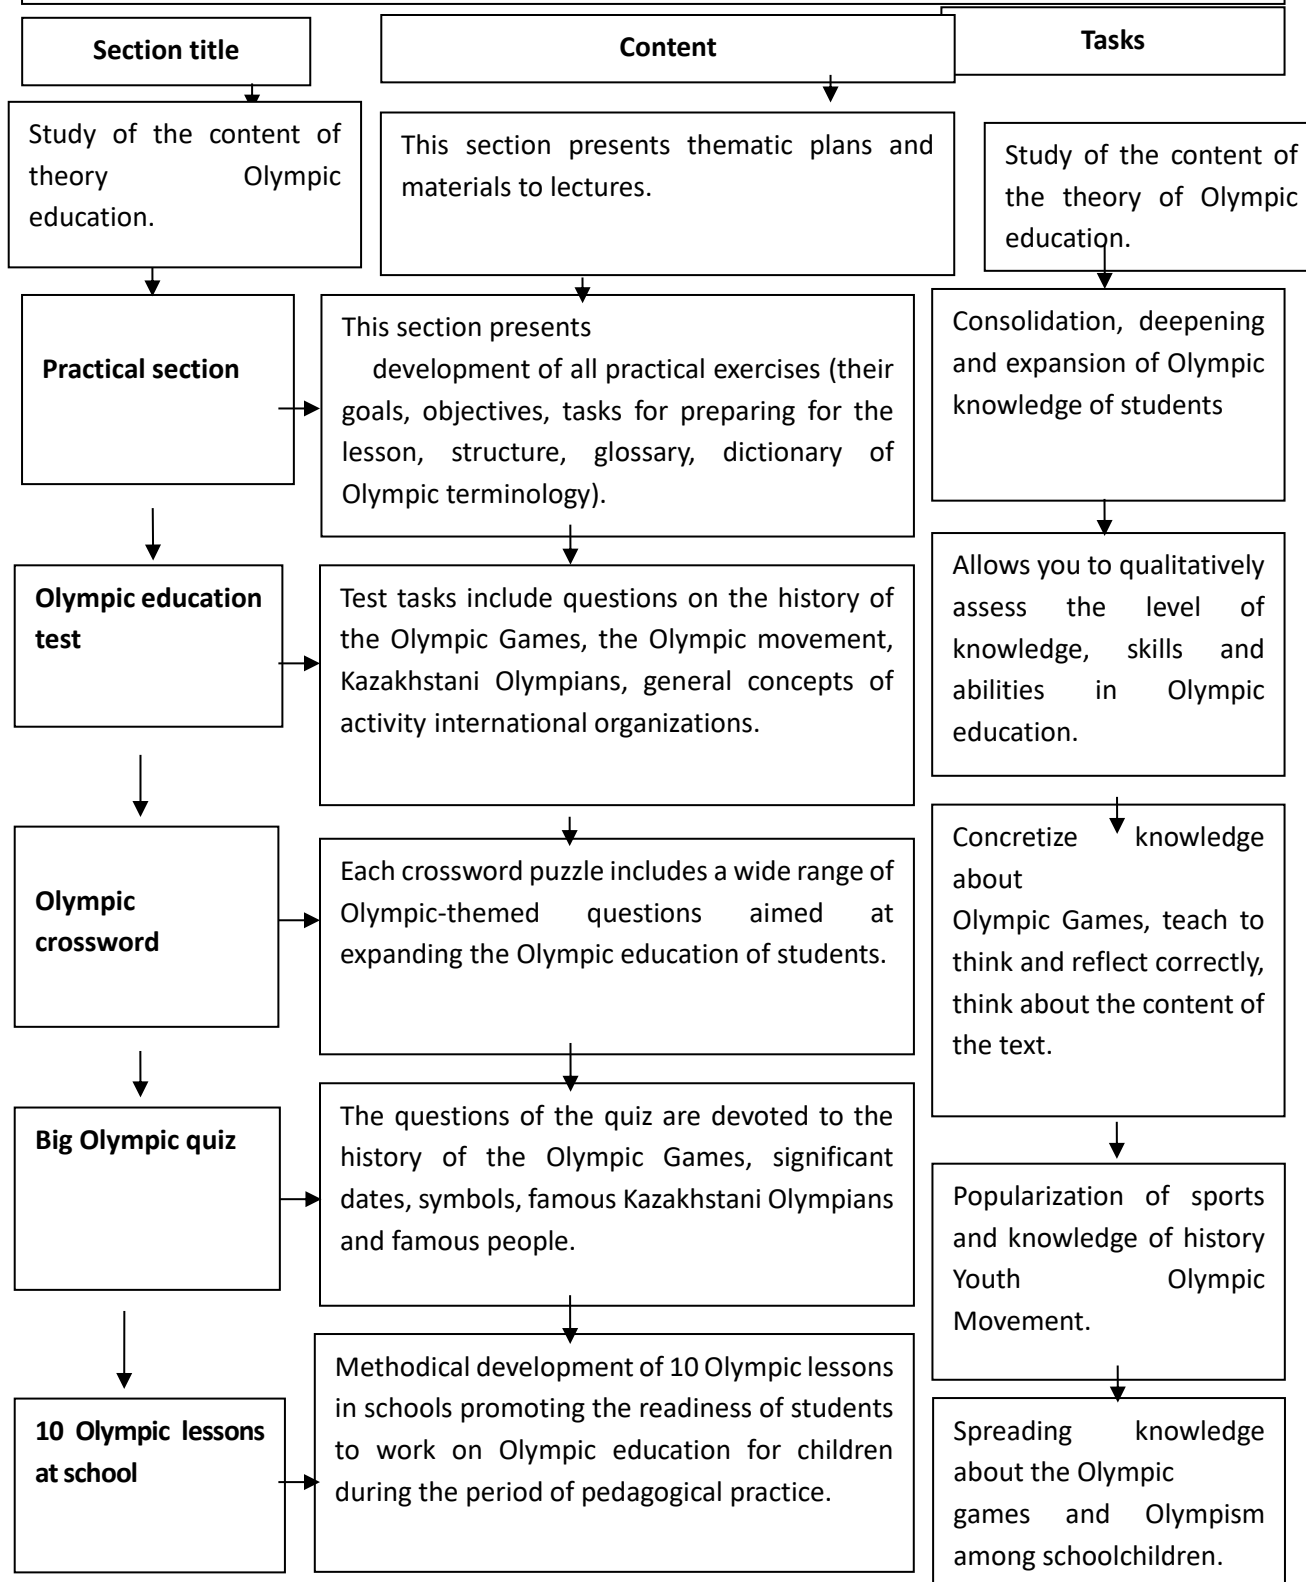 Section title
Content
Tasks
Study of the content of
theory Olympic
education.
This section presents thematic plans and
materials to lectures.
Study of the content of
the theory of Olympic
education.
Practical section
This section presents
development of all practical exercises (their
goals, objectives, tasks for preparing for the
lesson, structure, glossary, dictionary of
Olympic terminology).
Consolidation, deepening
and expansion of Olympic
knowledge of students
Olympic education
test
Test tasks include questions on the history of
the Olympic Games, the Olympic movement,
Kazakhstani Olympians, general concepts of
activity international organizations.
Allows you to qualitatively
assess the level of
knowledge, skills and
abilities in Olympic
education.
Olympic
crossword
Each crossword puzzle includes a wide range of
Olympic-themed questions aimed at
expanding the Olympic education of students.
Concretize knowledge
about
Olympic Games, teach to
think and reflect correctly,
think about the content of
the text.
Big Olympic quiz
The questions of the quiz are devoted to the
history of the Olympic Games, significant
dates, symbols, famous Kazakhstani Olympians
and famous people.
Popularization of sports
and knowledge of history
Youth Olympic
Movement.
10 Olympic lessons
at school
Methodical development of 10 Olympic lessons
in schools promoting the readiness of students
to work on Olympic education for children
during the period of pedagogical practice.
Spreading knowledge
about the Olympic
games and Olympism
among schoolchildren.